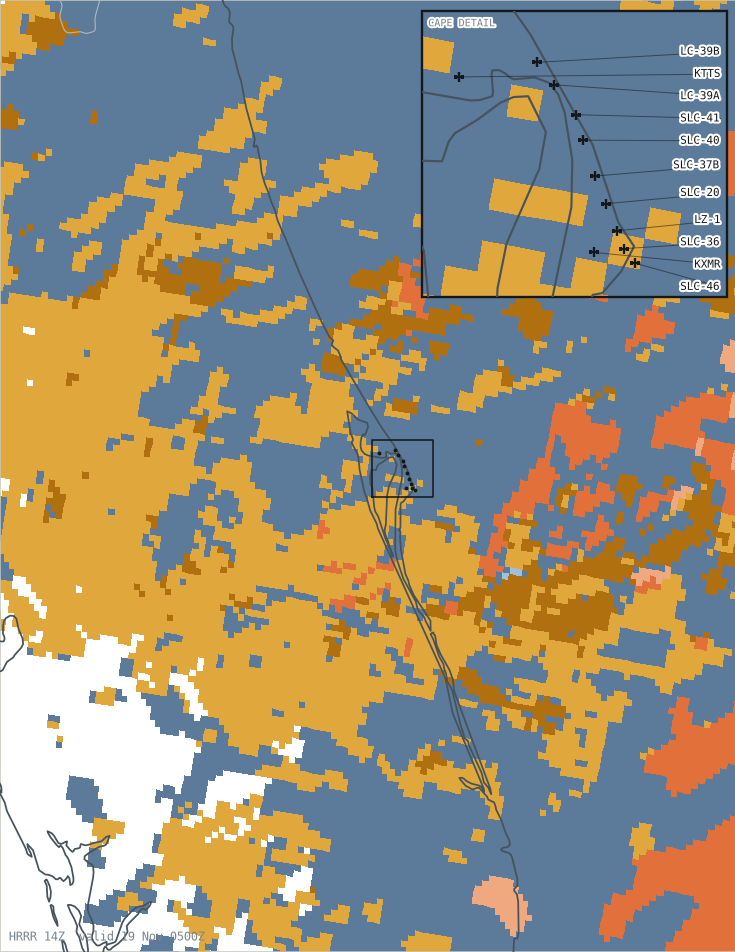 CAPE DETAIL
LC-39B
KTTS
LC-39A
SLC-41
SLC-40
SLC-37B
SLC-20
LZ-1
SLC-36
KXMR
SLC-46
HRRR 14Z  valid 19 Nov 0500Z